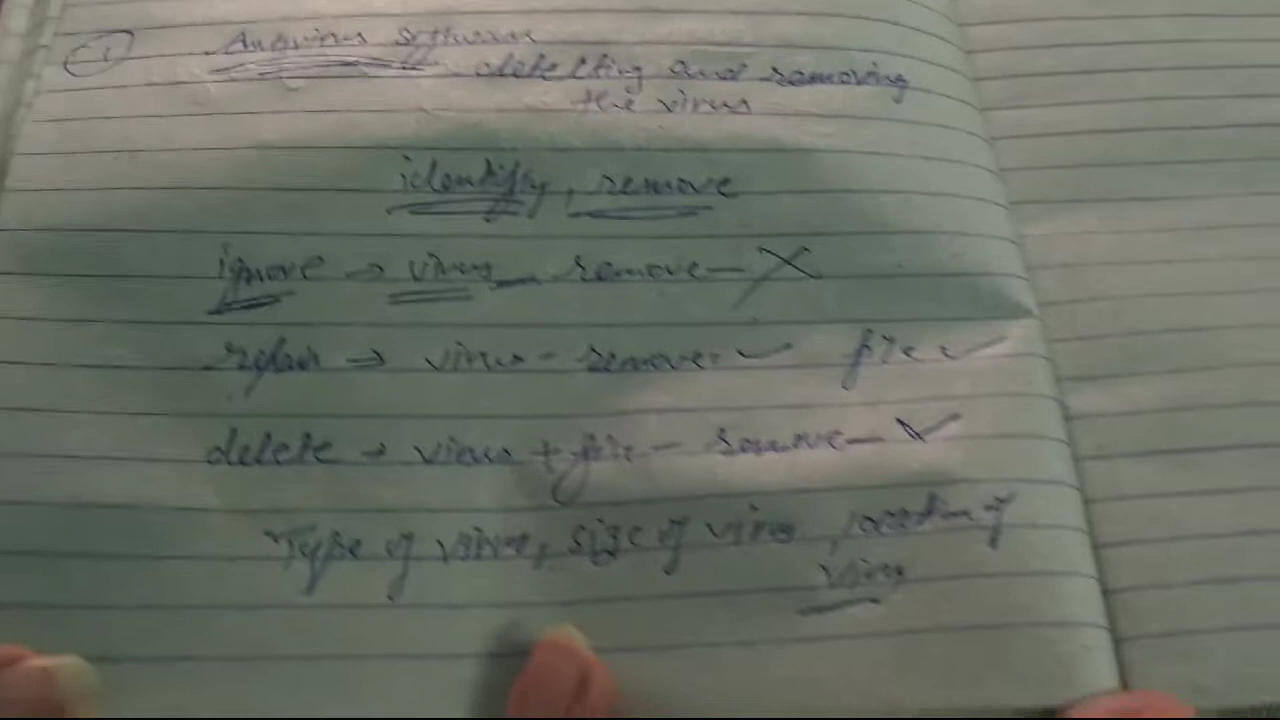 1 Antivirus Software
detecting and removing
the virus
identify, remove
ignore → virus remove – X
repair → virus - remove ✓ file ✓
delete → virus + file – remove – ✓
Type of virus, size of virus, location of
virus